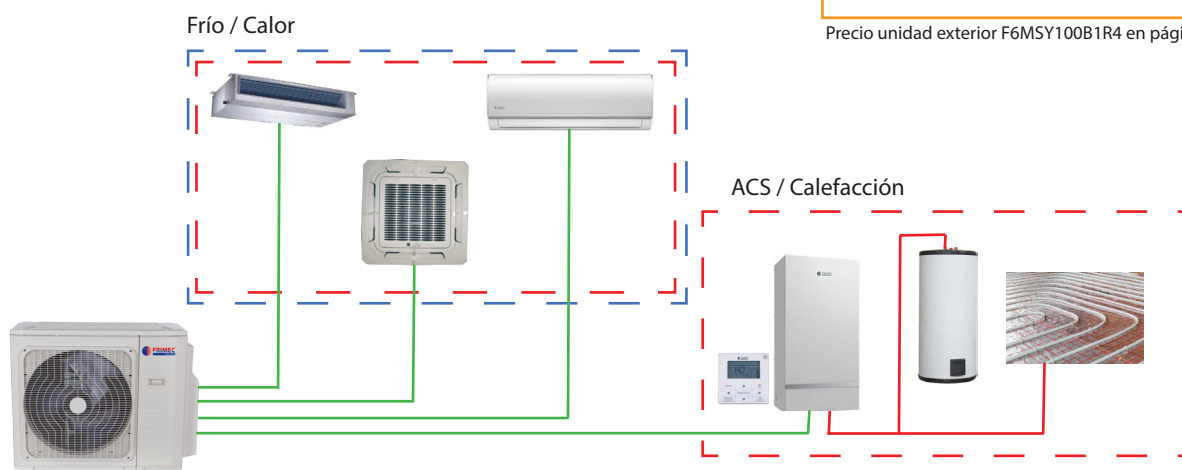 Frío / Calor
Precio unidad exterior F6MSY100B1R4 en pági
ACS / Calefacción
FRIMEC